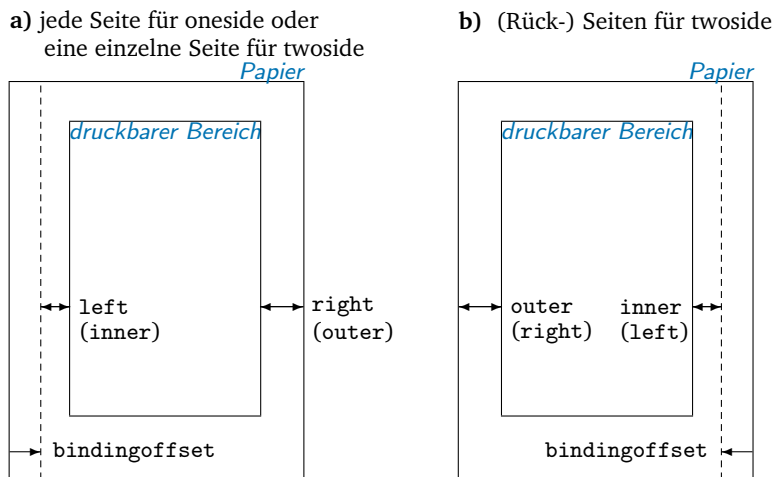 a) jede Seite für oneside oder
eine einzelne Seite für twoside
Papier
druckbarer Bereich
left
(inner)
right
(outer)
bindingoffset
b) (Rück-) Seiten für twoside
Papier
druckbarer Bereich
outer
(right)
inner
(left)
bindingoffset